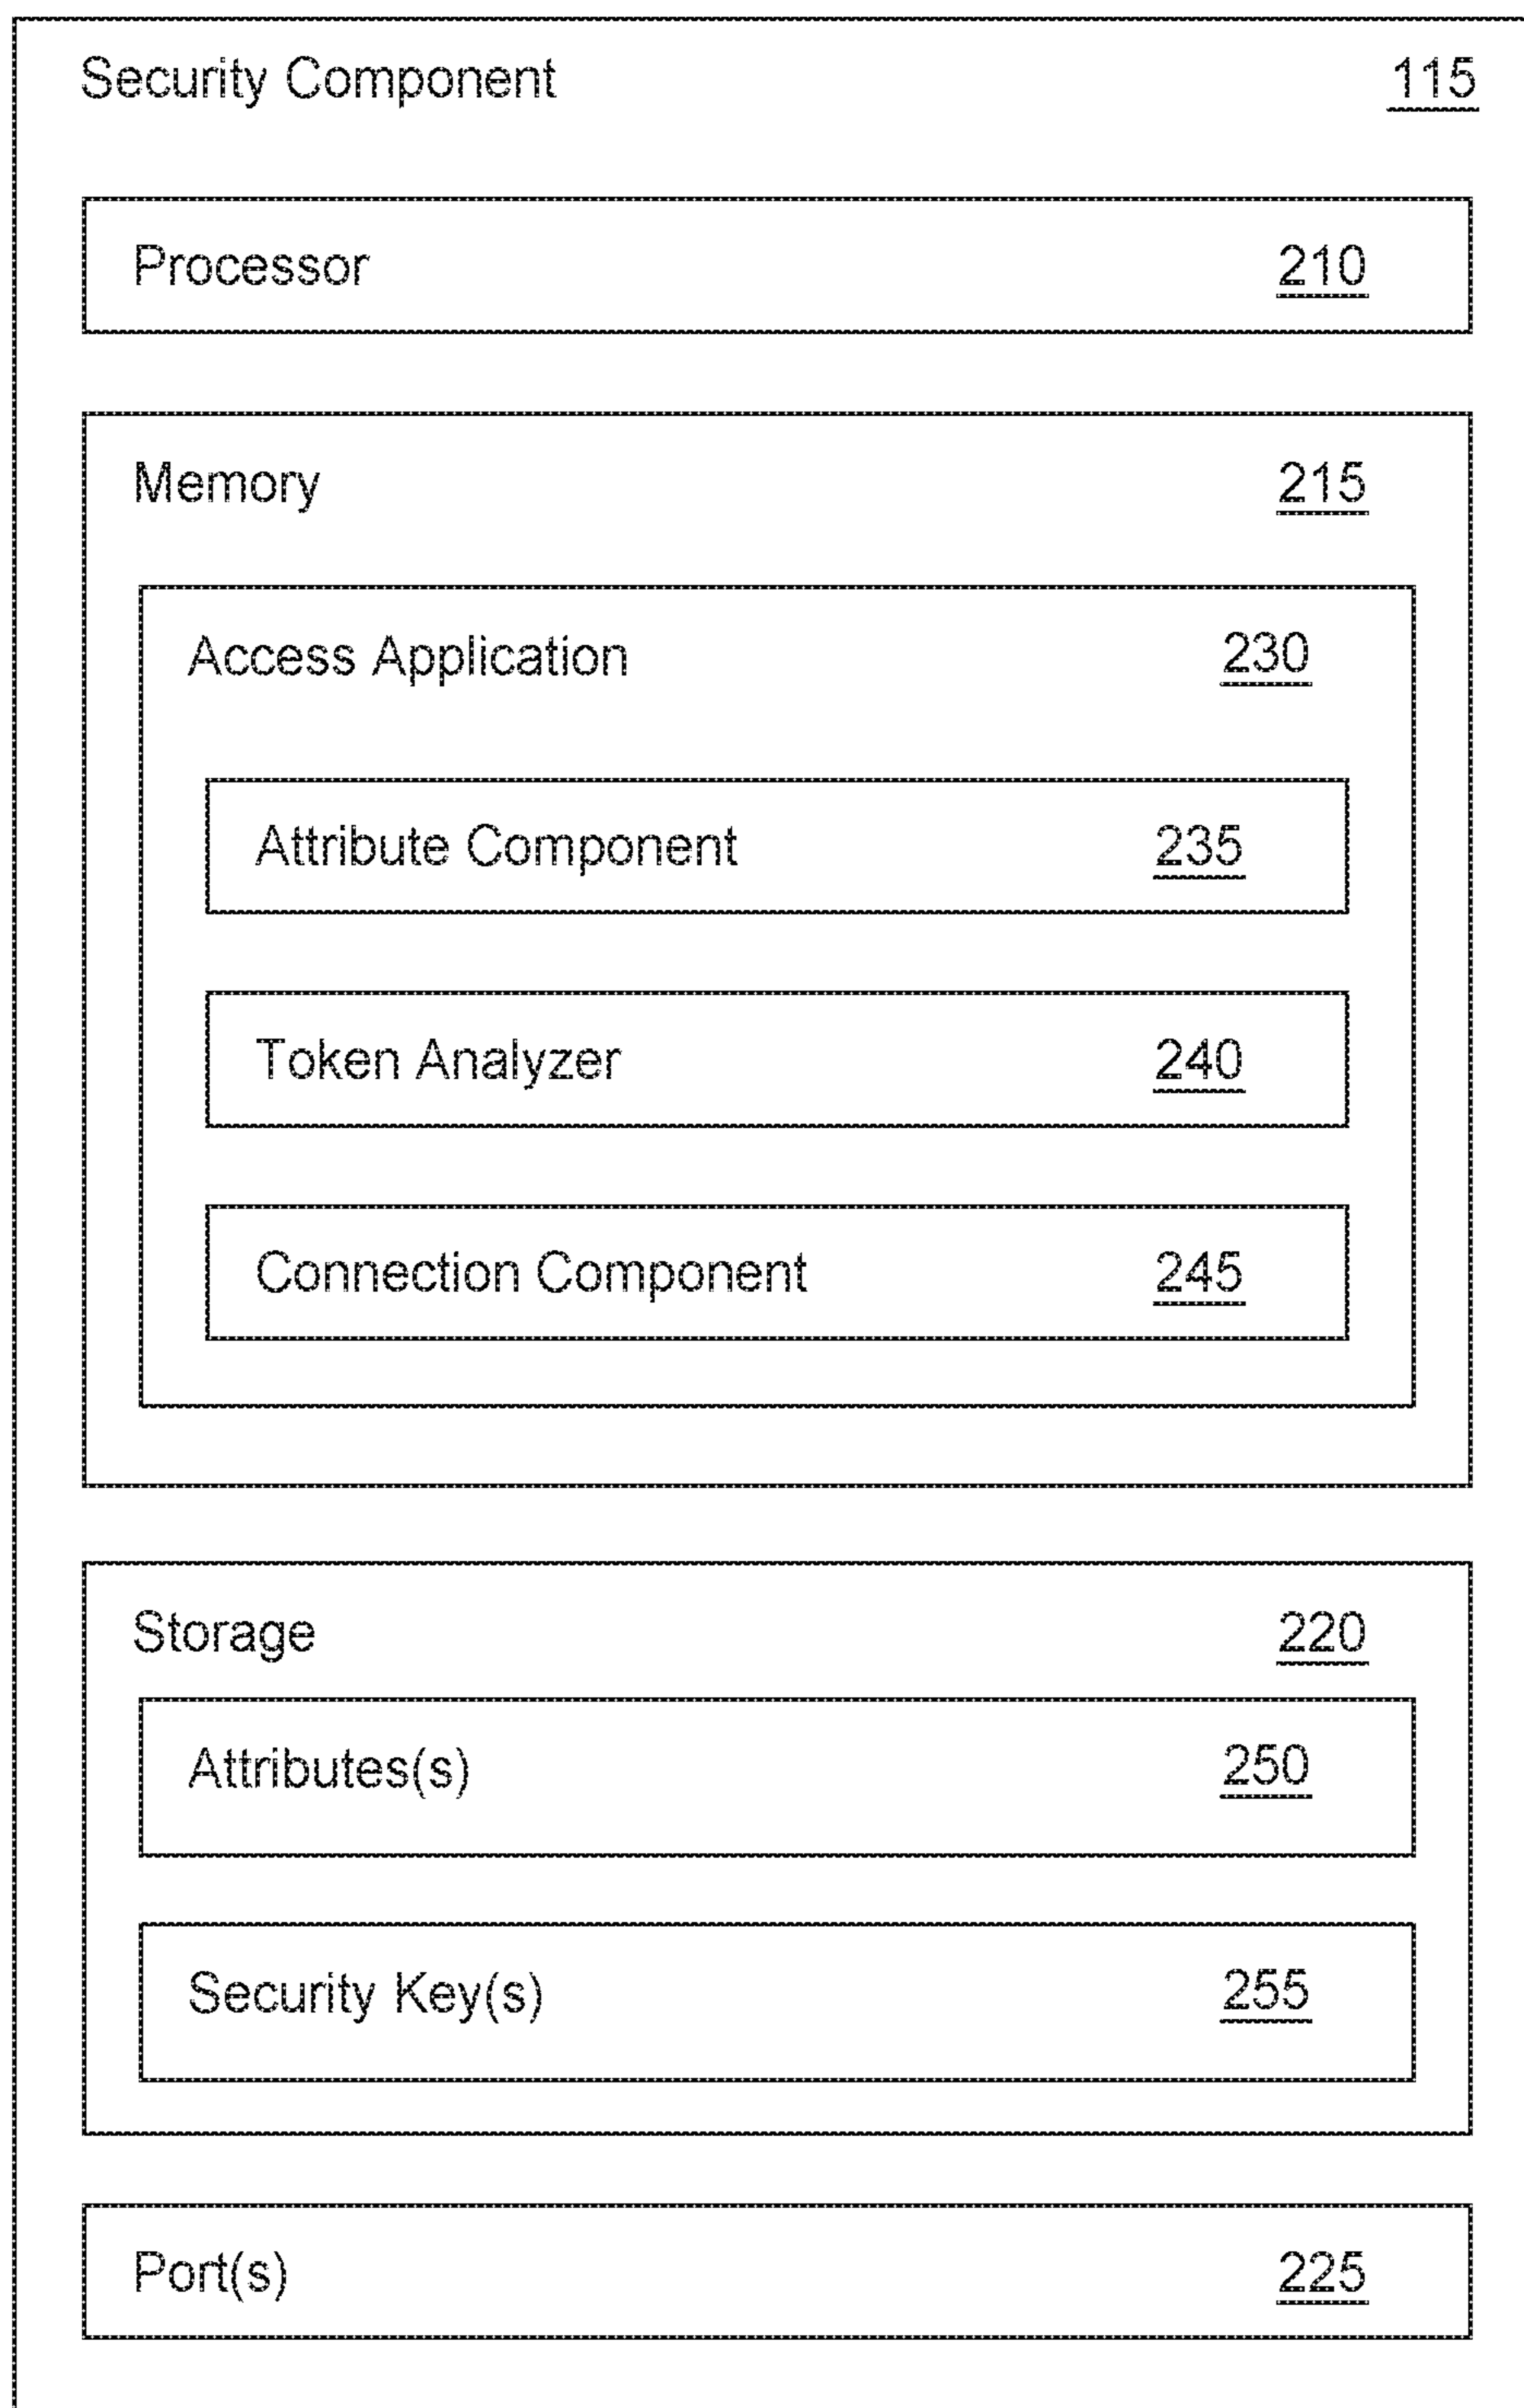 Security Component 115
Processor 210
Memory 215
Access Application 230
Attribute Component 235
Token Analyzer 240
Connection Component 245
Storage 220
Attributes(s) 250
Security Key(s) 255
Port(s) 225